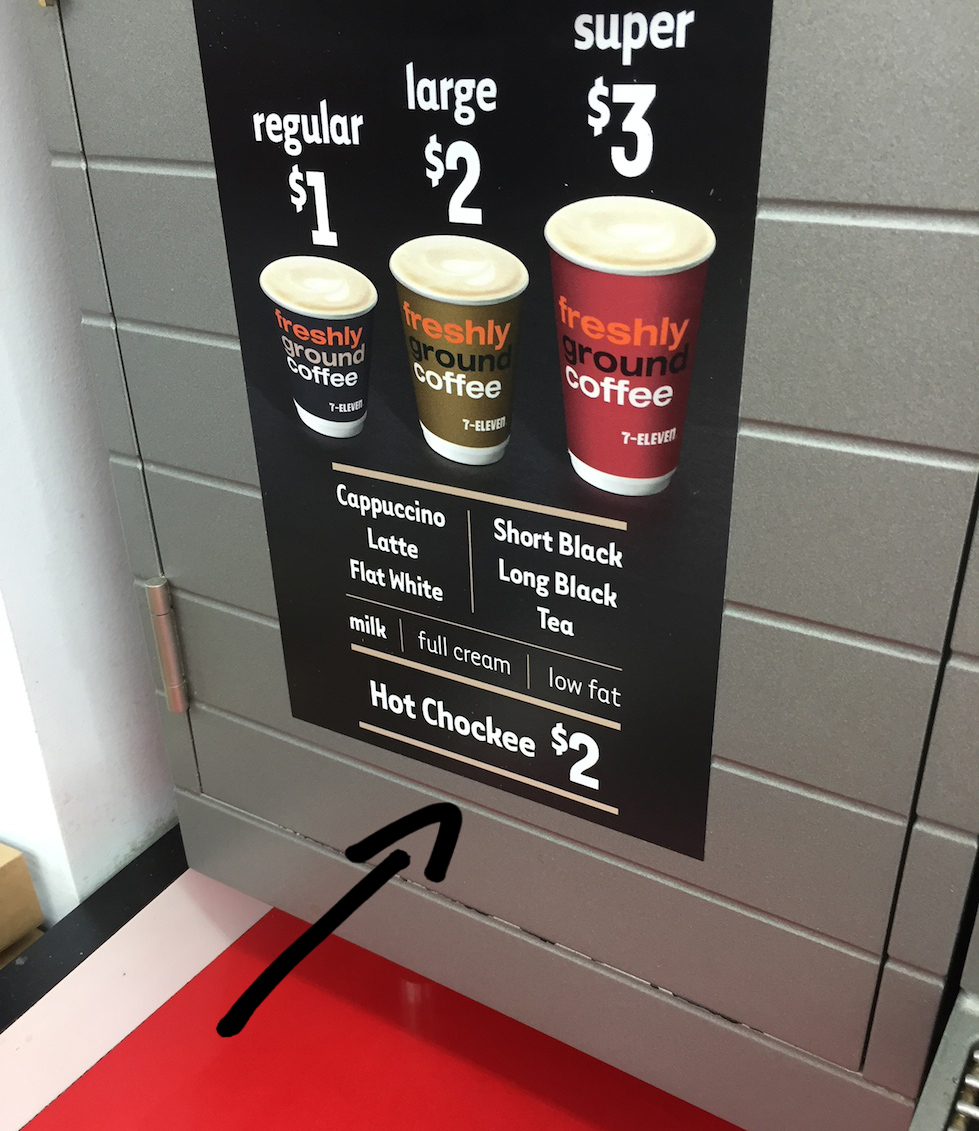 regular
$1
large
$2
super
$3
freshly
ground
coffee
7-ELEVEN
freshly
ground
coffee
7-ELEVEN
freshly
ground
coffee
7-ELEVEN
Cappuccino
Latte
Flat White
Short Black
Long Black
Tea
milk | full cream | low fat
Hot Chockee $2